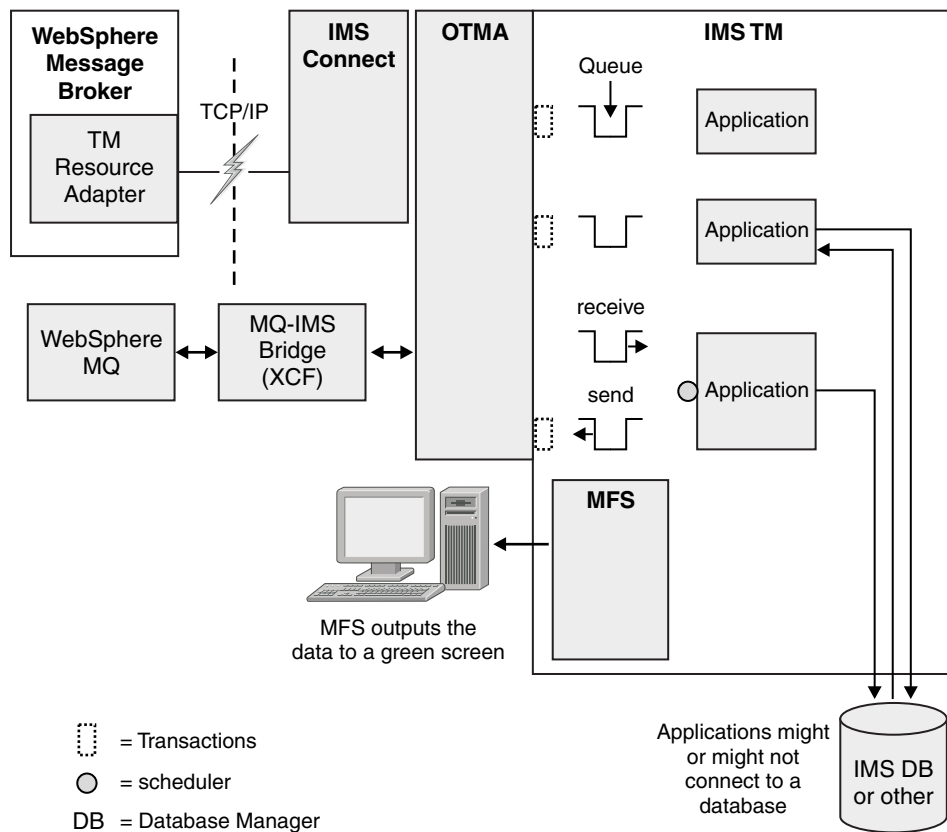 WebSphere
Message
Broker
TM
Resource
Adapter
TCP/IP
IMS
Connect
OTMA
IMS TM
Queue
Application
Application
receive
send
Application
WebSphere
MQ
MQ-IMS
Bridge
(XCF)
MFS
MFS outputs the
data to a green screen
= Transactions
= scheduler
DB = Database Manager
Applications might
or might not
connect to a
database
IMS DB
or other